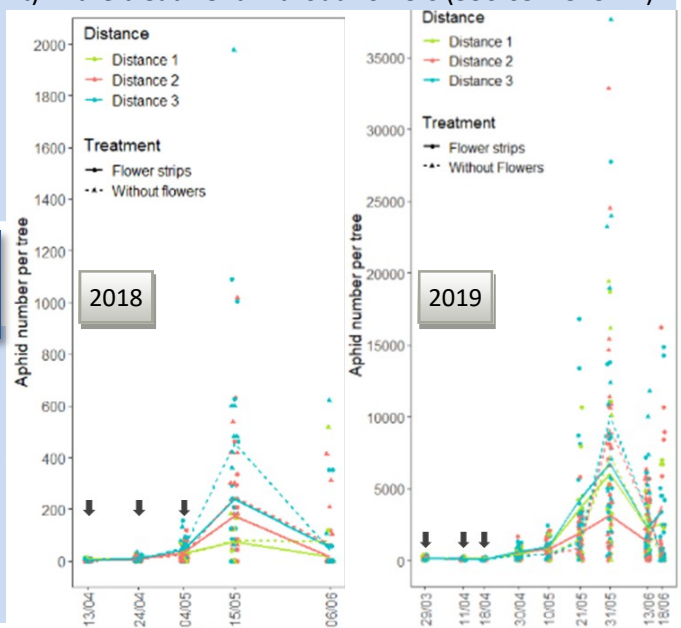 Distance
Distance 1
Distance 2
Distance 3
Treatment
Flower strips
Without flowers
2018
Aphid number per tree
2000
1800
1600
1400
1200
1000
800
600
400
200
0
13/04
24/04
04/05
15/05
06/06
Distance
Distance 1
Distance 2
Distance 3
Treatment
Flower strips
Without Flowers
2019
Aphid number per tree
35000
30000
25000
20000
15000
10000
5000
0
29/03
11/04
18/04
30/04
10/05
21/05
31/05
13/06
18/06